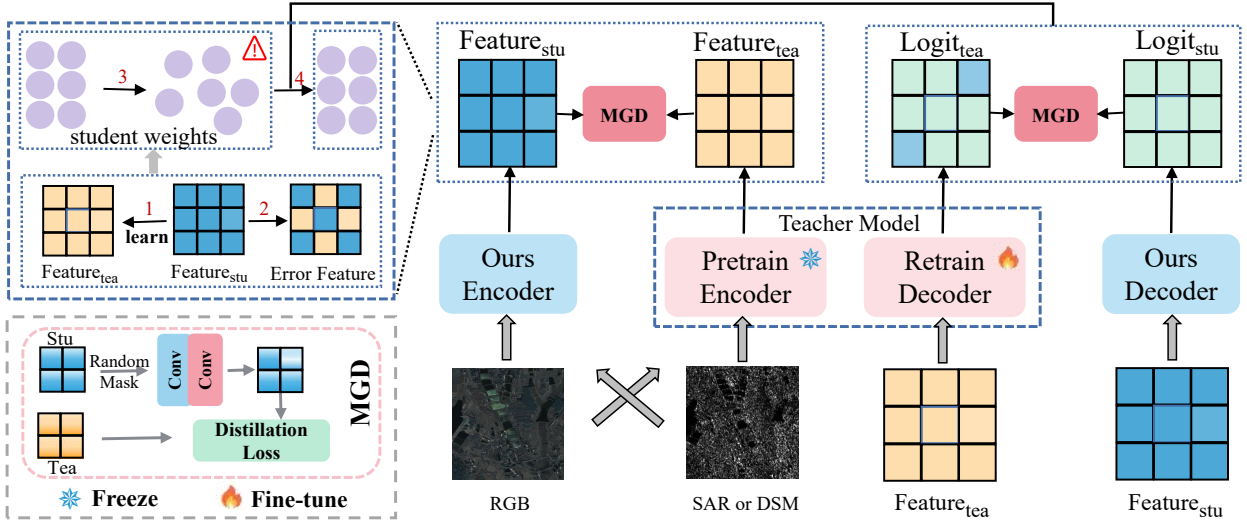 3
4
student weights
1
learn
2
Feature_tea
Feature_stu
Error Feature
Stu
Random
Mask
Conv
Conv
MGD
Distillation
Loss
Tea
Freeze
Fine-tune
Feature_stu
Feature_tea
MGD
Logit_tea
Logit_stu
MGD
Teacher Model
Ours
Encoder
Pretrain
Encoder
Retrain
Decoder
Ours
Decoder
RGB
SAR or DSM
Feature_tea
Feature_stu